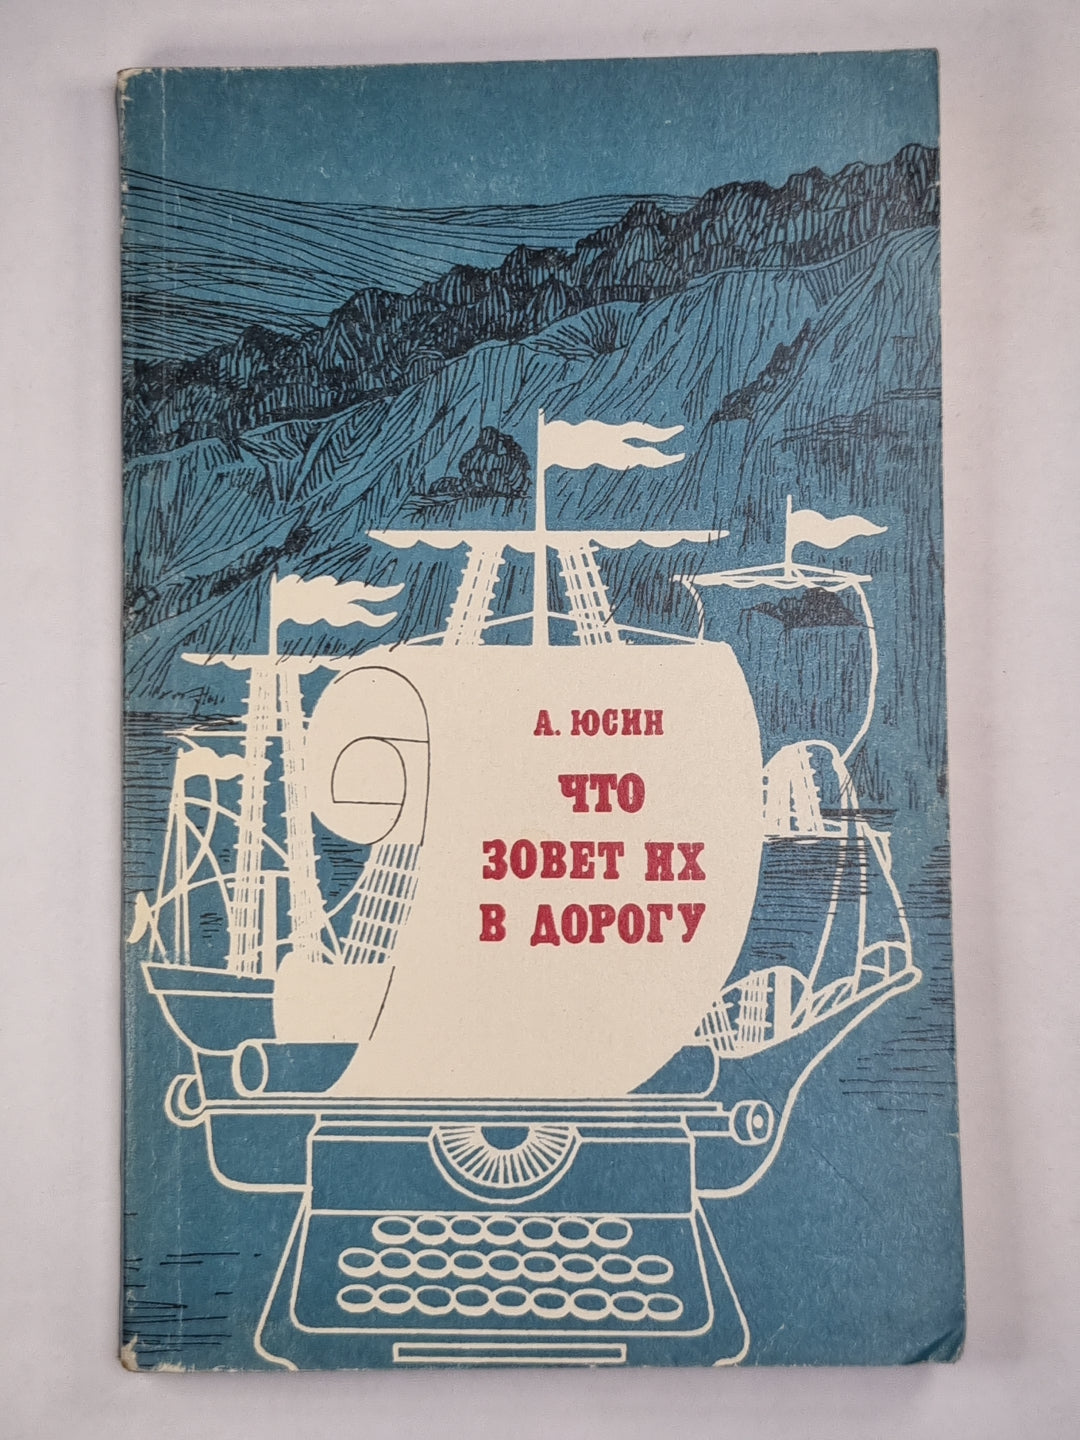 А. ЮСИН
ЧТО
ЗОВЕТ ИХ
В ДОРОГУ